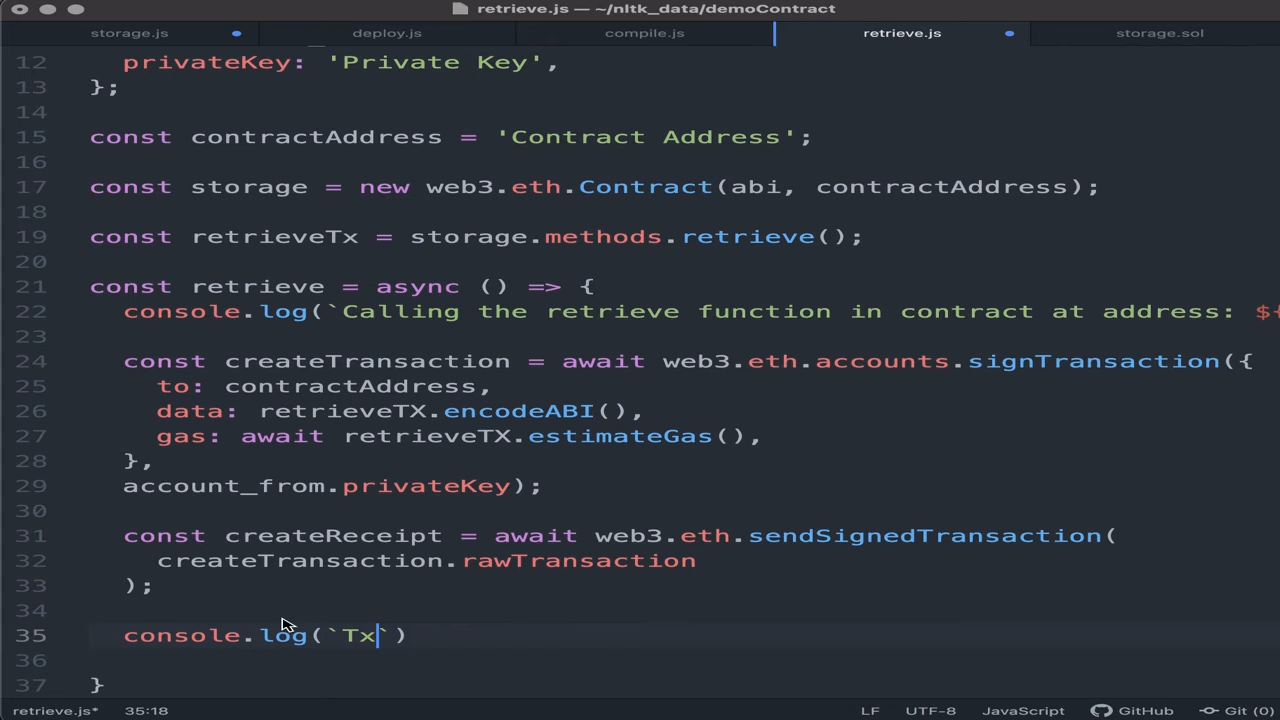 retrieve.js — ~/nltk_data/demoContract
storage.js deploy.js compile.js retrieve.js storage.sol
12 privateKey: 'Private Key',
13 };
14
15 const contractAddress = 'Contract Address';
16
17 const storage = new web3.eth.Contract(abi, contractAddress);
18
19 const retrieveTx = storage.methods.retrieve();
20
21 const retrieve = async () => {
22 console.log(`Calling the retrieve function in contract at address: ${
23
24 const createTransaction = await web3.eth.accounts.signTransaction({
25 to: contractAddress,
26 data: retrieveTX.encodeABI(),
27 gas: await retrieveTX.estimateGas(),
28 },
29 account_from.privateKey);
30
31 const createReceipt = await web3.eth.sendSignedTransaction(
32 createTransaction.rawTransaction
33 );
34
35 console.log(`Tx`)
36
37 }
retrieve.js* 35:18 LF UTF-8 JavaScript GitHub Git (0)